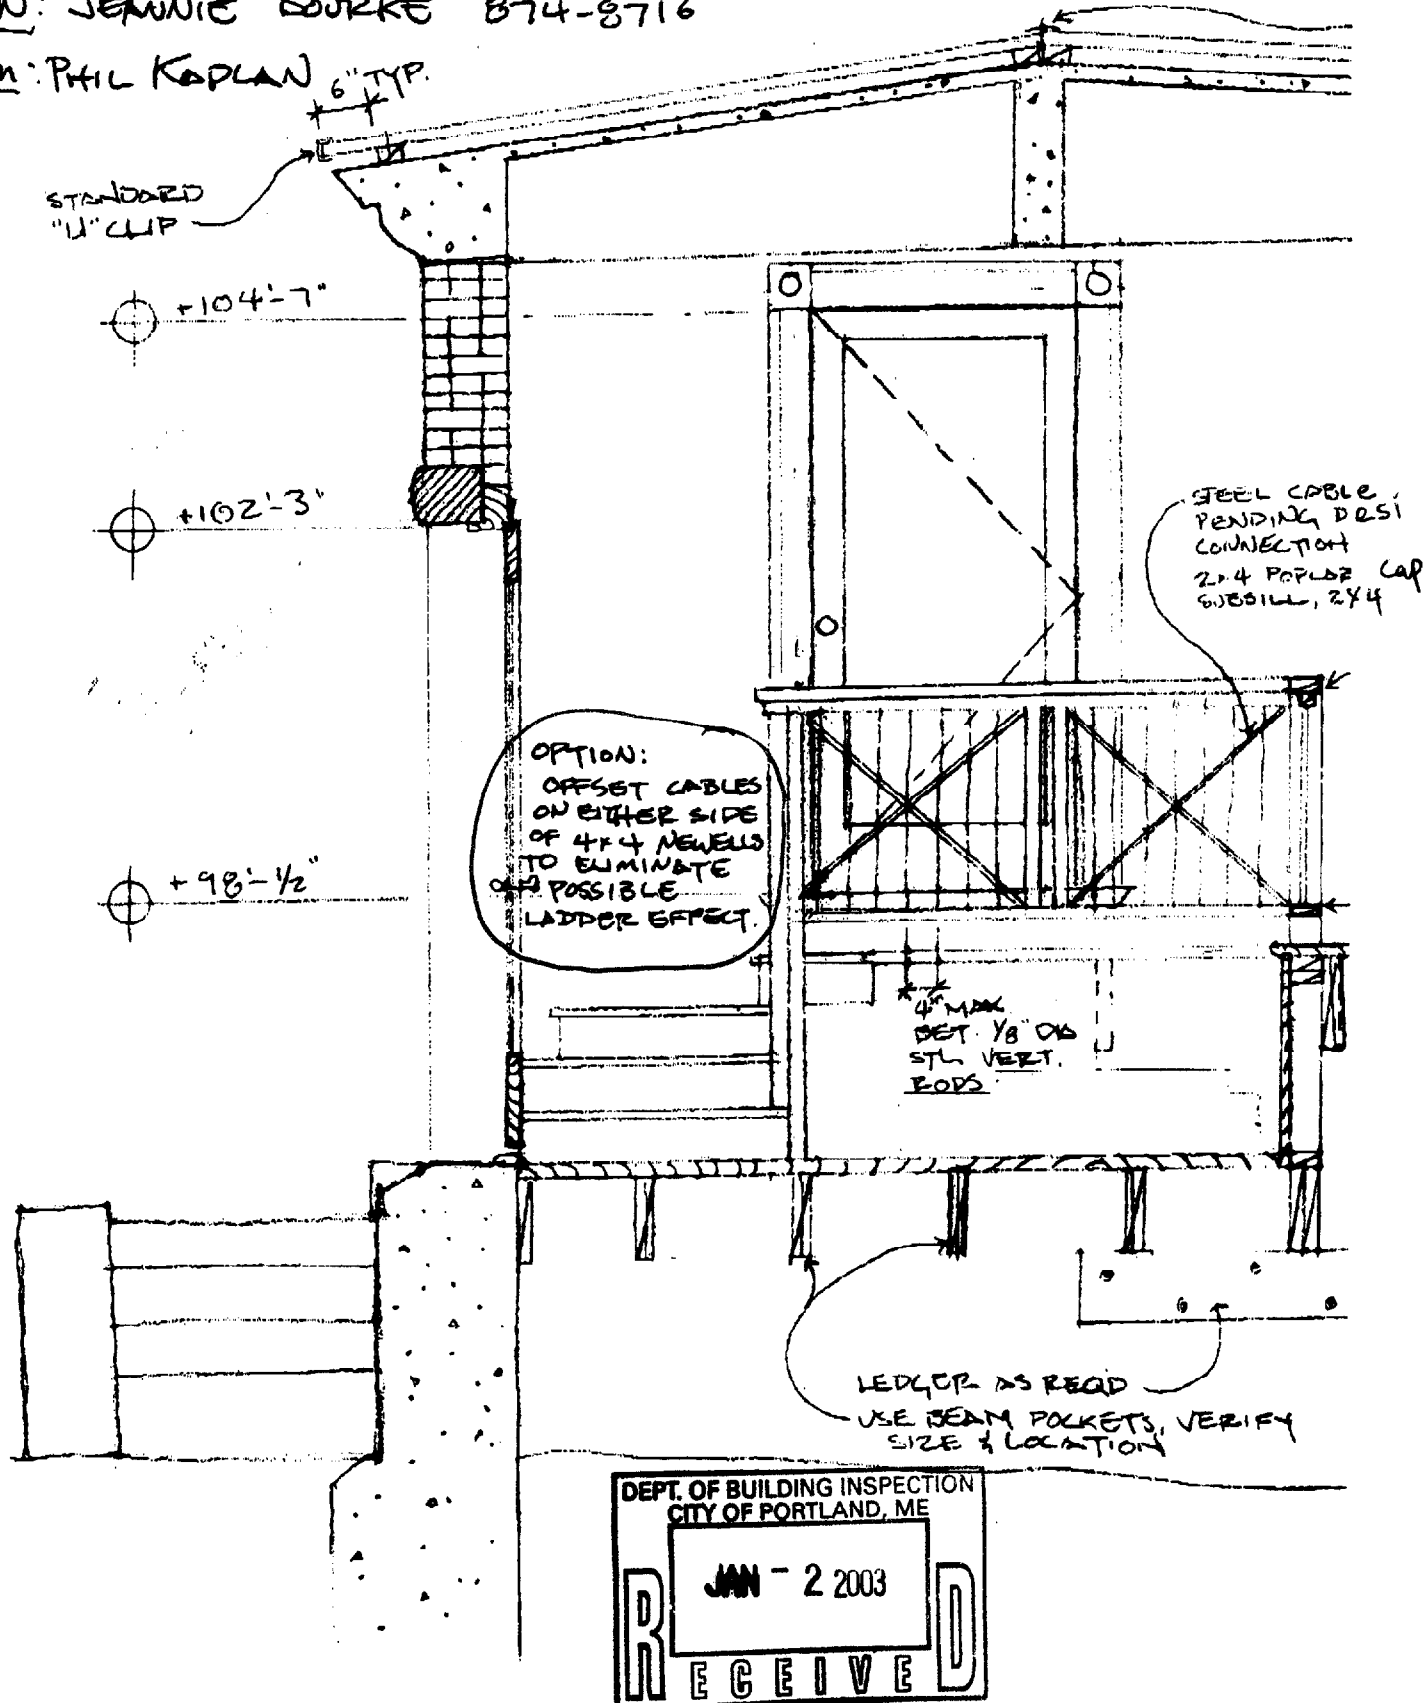 N: JEANNIE BOURKE 874-8716
M: PHIL KAPLAN
6" TYP.
STANDARD
"U" CLIP
+104'-7"
+102'-3"
STEEL CABLE,
PENDING DRSI
CONNECTION
2x4 POPLAR Cap
SUBSILL, 2x4
OPTION:
OFFSET CABLES
ON EITHER SIDE
OF 4x4 NEWELLS
TO ELIMINATE
POSSIBLE
LADDER EFFECT.
+98'-1/2"
4" MAX
BET. 1/8" DIA
STL VERT.
RODS
LEDGER AS REQD
USE BEAM POCKETS, VERIFY
SIZE & LOCATION
DEPT. OF BUILDING INSPECTION
CITY OF PORTLAND, ME
JAN - 2 2003
RECEIVED